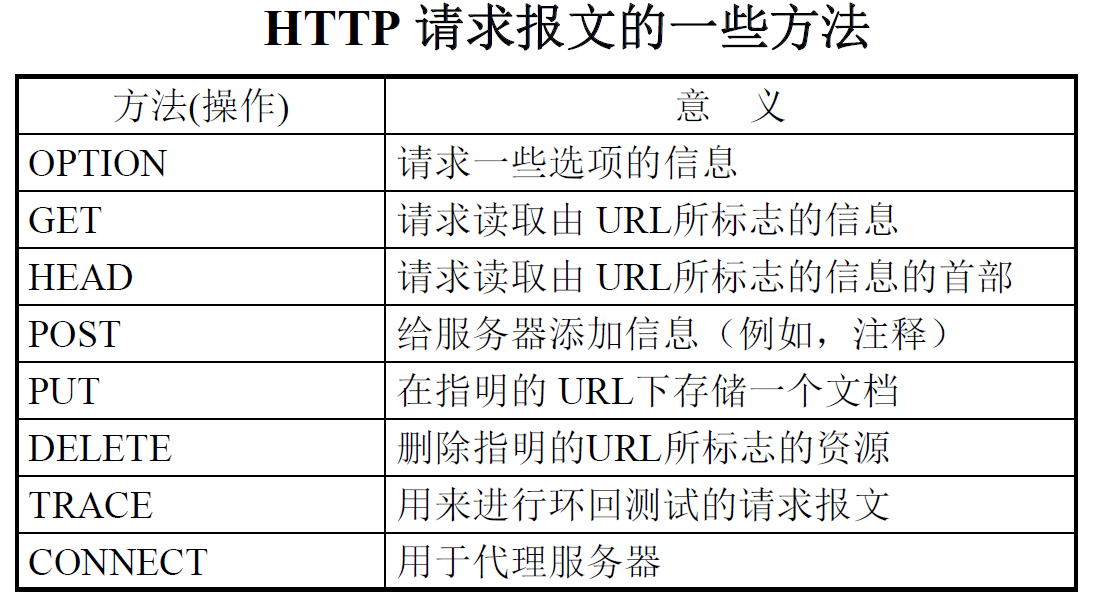 HTTP 请求报文的一些方法
方法(操作) 意 义
OPTION 请求一些选项的信息
GET 请求读取由 URL所标志的信息
HEAD 请求读取由 URL所标志的信息的首部
POST 给服务器添加信息（例如，注释）
PUT 在指明的 URL下存储一个文档
DELETE 删除指明的URL所标志的资源
TRACE 用来进行环回测试的请求报文
CONNECT 用于代理服务器